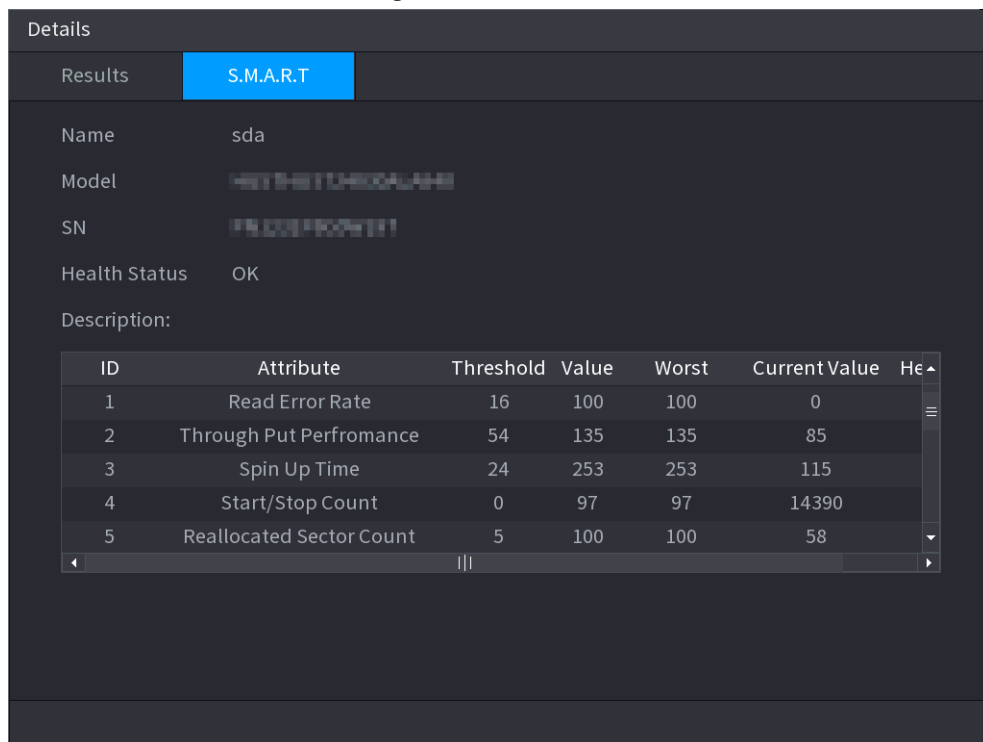 Details
Results S.M.A.R.T
Name sda
Model
SN
Health Status OK
Description:
ID Attribute Threshold Value Worst Current Value He
1 Read Error Rate 16 100 100 0
2 Through Put Perfromance 54 135 135 85
3 Spin Up Time 24 253 253 115
4 Start/Stop Count 0 97 97 14390
5 Reallocated Sector Count 5 100 100 58